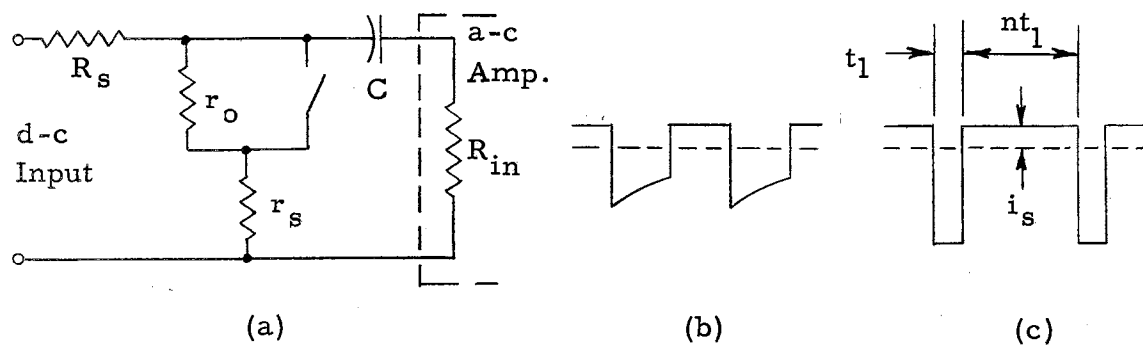 R_s
r_o
C
a-c
Amp.
d-c
Input
R_in
r_s
(a)
(b)
t_1
nt_1
i_s
(c)